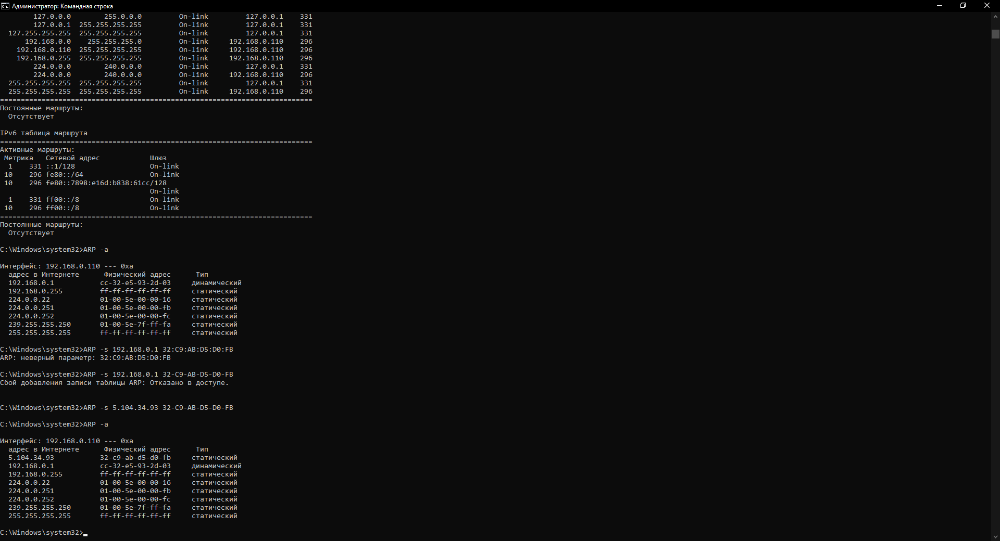 Администратор: Командная строка
127.0.0.0 255.0.0.0 On-link 127.0.0.1 331
127.0.0.1 255.255.255.255 On-link 127.0.0.1 331
127.255.255.255 255.255.255.255 On-link 127.0.0.1 331
192.168.0.0 255.255.255.0 On-link 192.168.0.110 296
192.168.0.110 255.255.255.255 On-link 192.168.0.110 296
192.168.0.255 255.255.255.255 On-link 192.168.0.110 296
224.0.0.0 240.0.0.0 On-link 127.0.0.1 331
224.0.0.0 240.0.0.0 On-link 192.168.0.110 296
255.255.255.255 255.255.255.255 On-link 127.0.0.1 331
255.255.255.255 255.255.255.255 On-link 192.168.0.110 296
===========================================================================
Постоянные маршруты:
Отсутствует
IPv6 таблица маршрута
===========================================================================
Активные маршруты:
Метрика Сетевой адрес Шлюз
1 331 ::1/128 On-link
10 296 fe80::/64 On-link
10 296 fe80::7898:e16d:b838:61cc/128
On-link
1 331 ff00::/8 On-link
10 296 ff00::/8 On-link
===========================================================================
Постоянные маршруты:
Отсутствует
C:\Windows\system32>ARP -a
Интерфейс: 192.168.0.110 --- 0xa
адрес в Интернете Физический адрес Тип
192.168.0.1 cc-32-e5-93-2d-03 динамический
192.168.0.255 ff-ff-ff-ff-ff-ff статический
224.0.0.22 01-00-5e-00-00-16 статический
224.0.0.251 01-00-5e-00-00-fb статический
224.0.0.252 01-00-5e-00-00-fc статический
239.255.255.250 01-00-5e-7f-ff-fa статический
255.255.255.255 ff-ff-ff-ff-ff-ff статический
C:\Windows\system32>ARP -s 192.168.0.1 32:C9:AB:D5:D0:FB
ARP: неверный параметр: 32:C9:AB:D5:D0:FB
C:\Windows\system32>ARP -s 192.168.0.1 32-C9-AB-D5-D0-FB
Сбой добавления записи таблицы ARP: Отказано в доступе.
C:\Windows\system32>ARP -s 5.104.34.93 32-C9-AB-D5-D0-FB
C:\Windows\system32>ARP -a
Интерфейс: 192.168.0.110 --- 0xa
адрес в Интернете Физический адрес Тип
5.104.34.93 32-c9-ab-d5-d0-fb статический
192.168.0.1 cc-32-e5-93-2d-03 динамический
192.168.0.255 ff-ff-ff-ff-ff-ff статический
224.0.0.22 01-00-5e-00-00-16 статический
224.0.0.251 01-00-5e-00-00-fb статический
224.0.0.252 01-00-5e-00-00-fc статический
239.255.255.250 01-00-5e-7f-ff-fa статический
255.255.255.255 ff-ff-ff-ff-ff-ff статический
C:\Windows\system32>